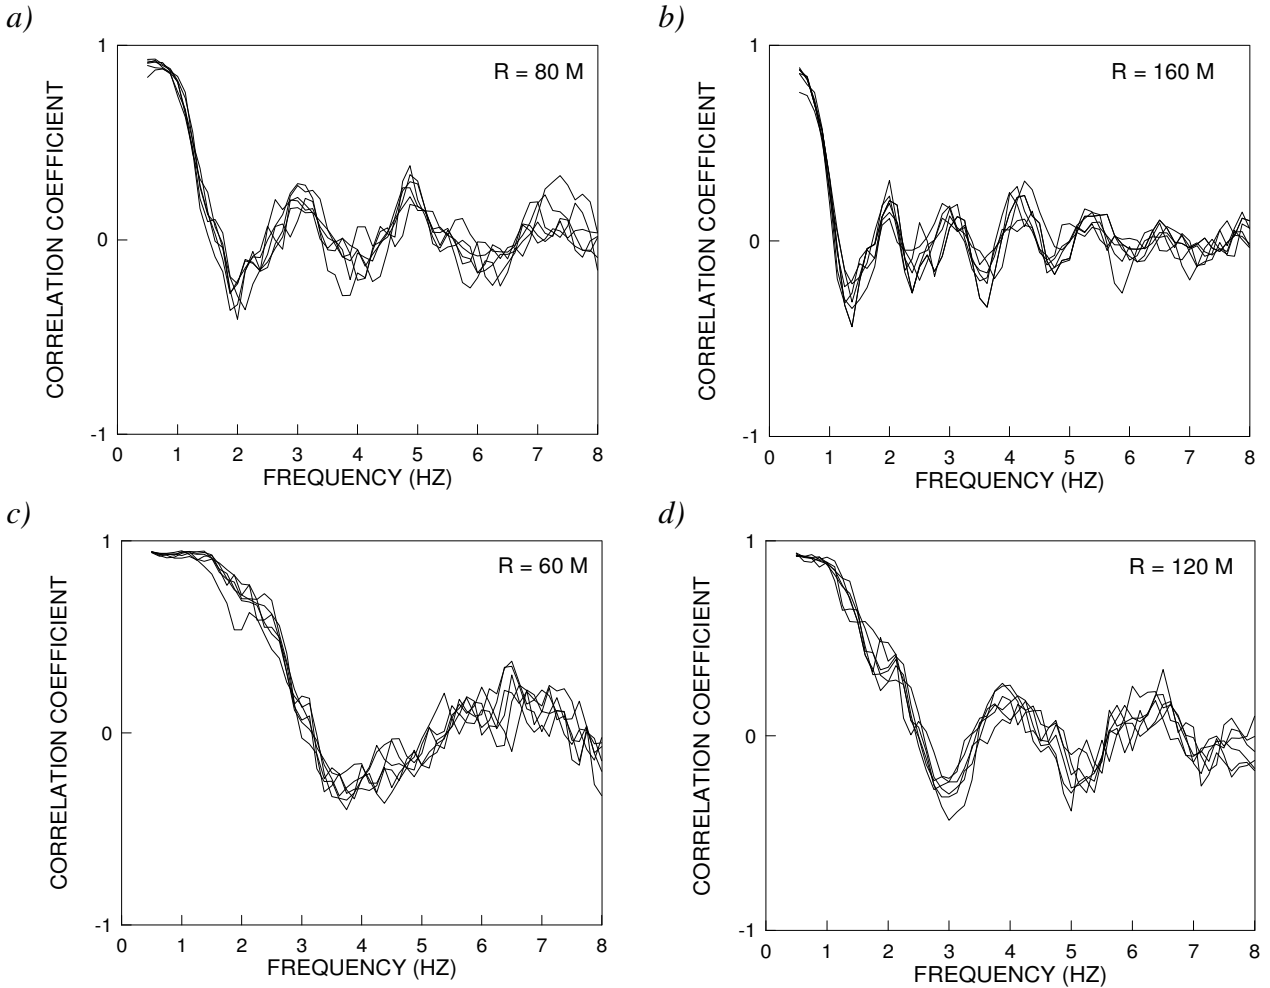 a)
R = 80 M
CORRELATION COEFFICIENT
1
0
-1
0 1 2 3 4 5 6 7 8
FREQUENCY (HZ)
b)
R = 160 M
CORRELATION COEFFICIENT
1
0
-1
0 1 2 3 4 5 6 7 8
FREQUENCY (HZ)
c)
R = 60 M
CORRELATION COEFFICIENT
1
0
-1
0 1 2 3 4 5 6 7 8
FREQUENCY (HZ)
d)
R = 120 M
CORRELATION COEFFICIENT
1
0
-1
0 1 2 3 4 5 6 7 8
FREQUENCY (HZ)